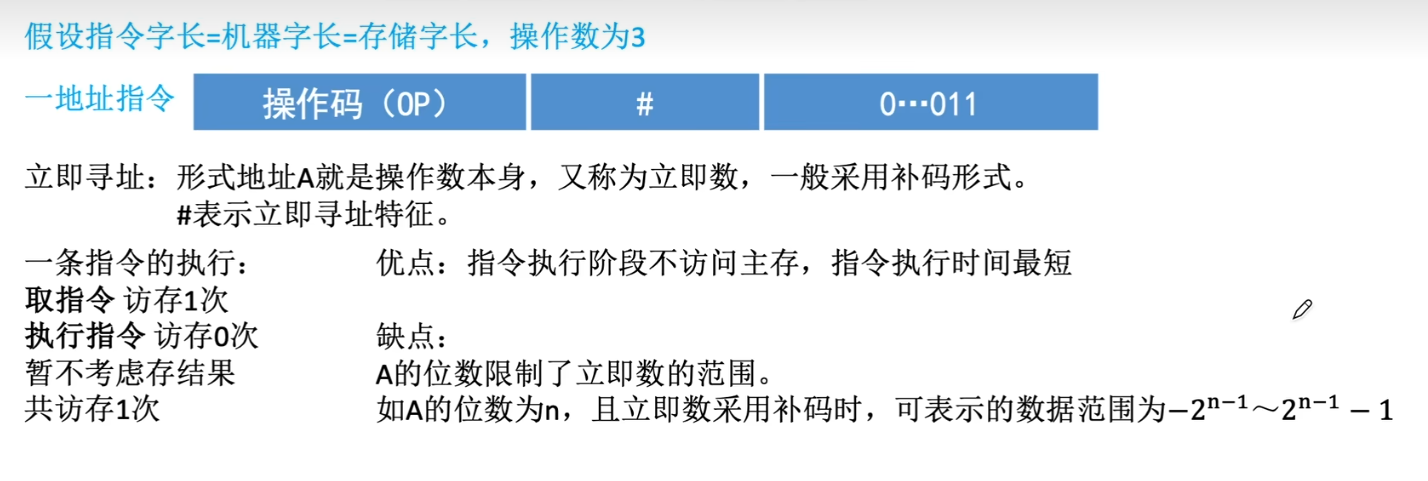 假设指令字长=机器字长=存储字长，操作数为3
一地址指令 操作码（OP） # 0…011
立即寻址：形式地址A就是操作数本身，又称为立即数，一般采用补码形式。
#表示立即寻址特征。
一条指令的执行： 优点：指令执行阶段不访问主存，指令执行时间最短
取指令 访存1次
执行指令 访存0次 缺点：
暂不考虑存结果 A的位数限制了立即数的范围。
共访存1次 如A的位数为n，且立即数采用补码时，可表示的数据范围为−2ⁿ⁻¹～2ⁿ⁻¹ − 1